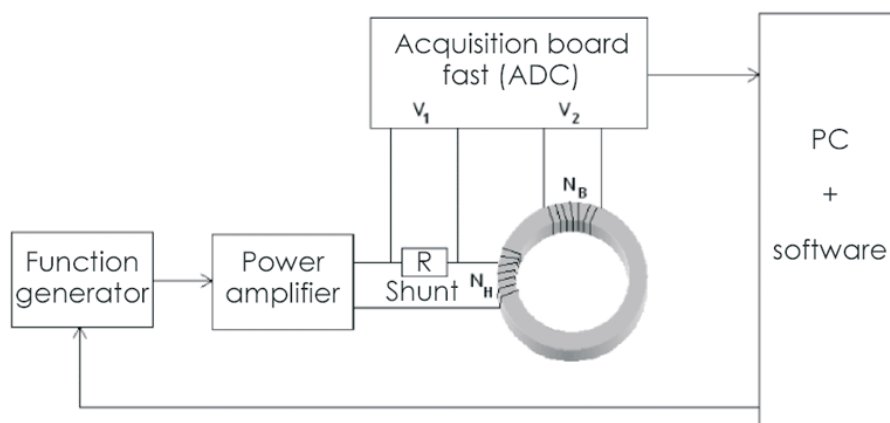 Acquisition board
fast (ADC)
V1
V2
PC
+
software
NB
Function
generator
Power
amplifier
R
Shunt
NH